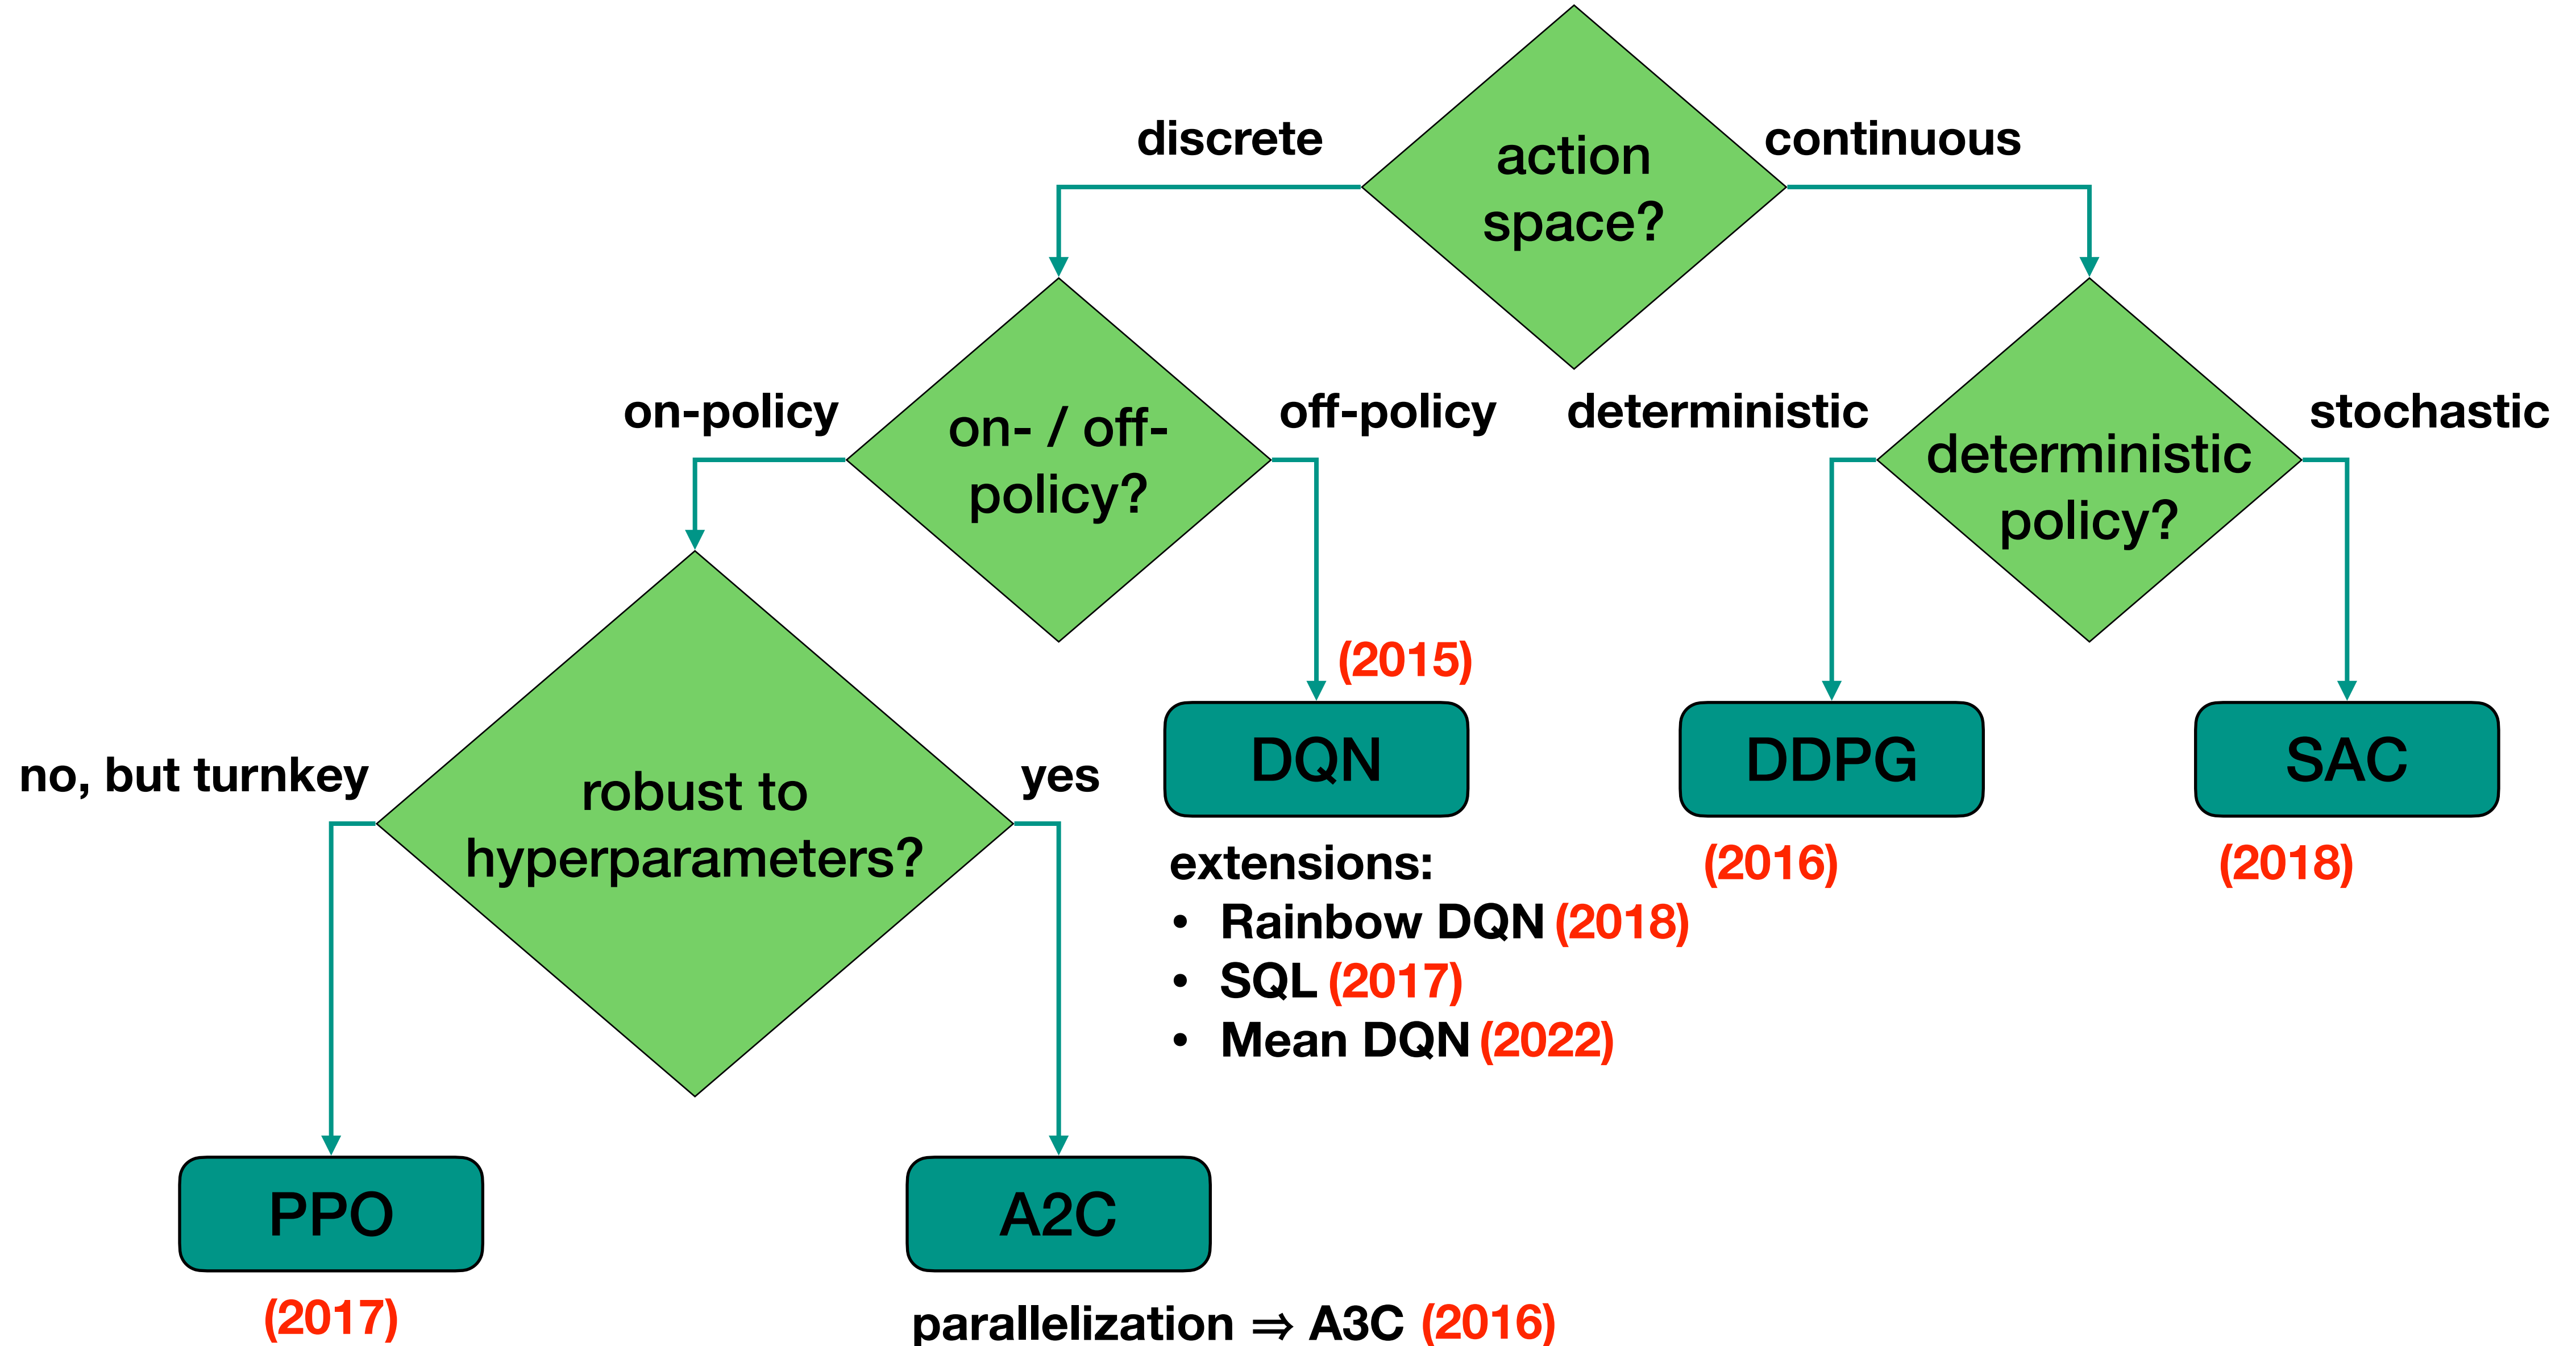 discrete
action
space?
continuous
on-policy
on- / off-
policy?
off-policy
deterministic
deterministic
policy?
stochastic
no, but turnkey
robust to
hyperparameters?
yes
(2015)
DQN
extensions:
• Rainbow DQN (2018)
• SQL (2017)
• Mean DQN (2022)
DDPG
(2016)
SAC
(2018)
PPO
(2017)
A2C
parallelization ⇒ A3C (2016)